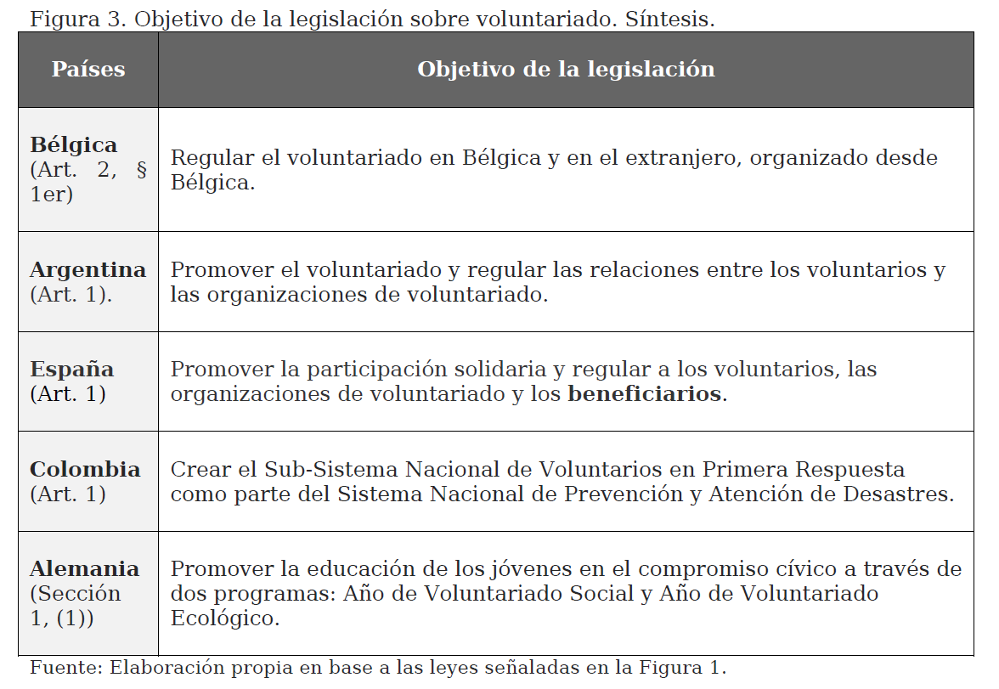 Figura 3. Objetivo de la legislación sobre voluntariado. Síntesis.
Países
Objetivo de la legislación
Bélgica
(Art. 2, §
1er)
Regular el voluntariado en Bélgica y en el extranjero, organizado desde
Bélgica.
Argentina
(Art. 1).
Promover el voluntariado y regular las relaciones entre los voluntarios y
las organizaciones de voluntariado.
España
(Art. 1)
Promover la participación solidaria y regular a los voluntarios, las
organizaciones de voluntariado y los beneficiarios.
Colombia
(Art. 1)
Crear el Sub-Sistema Nacional de Voluntarios en Primera Respuesta
como parte del Sistema Nacional de Prevención y Atención de Desastres.
Alemania
(Sección
1, (1))
Promover la educación de los jóvenes en el compromiso cívico a través de
dos programas: Año de Voluntariado Social y Año de Voluntariado
Ecológico.
Fuente: Elaboración propia en base a las leyes señaladas en la Figura 1.